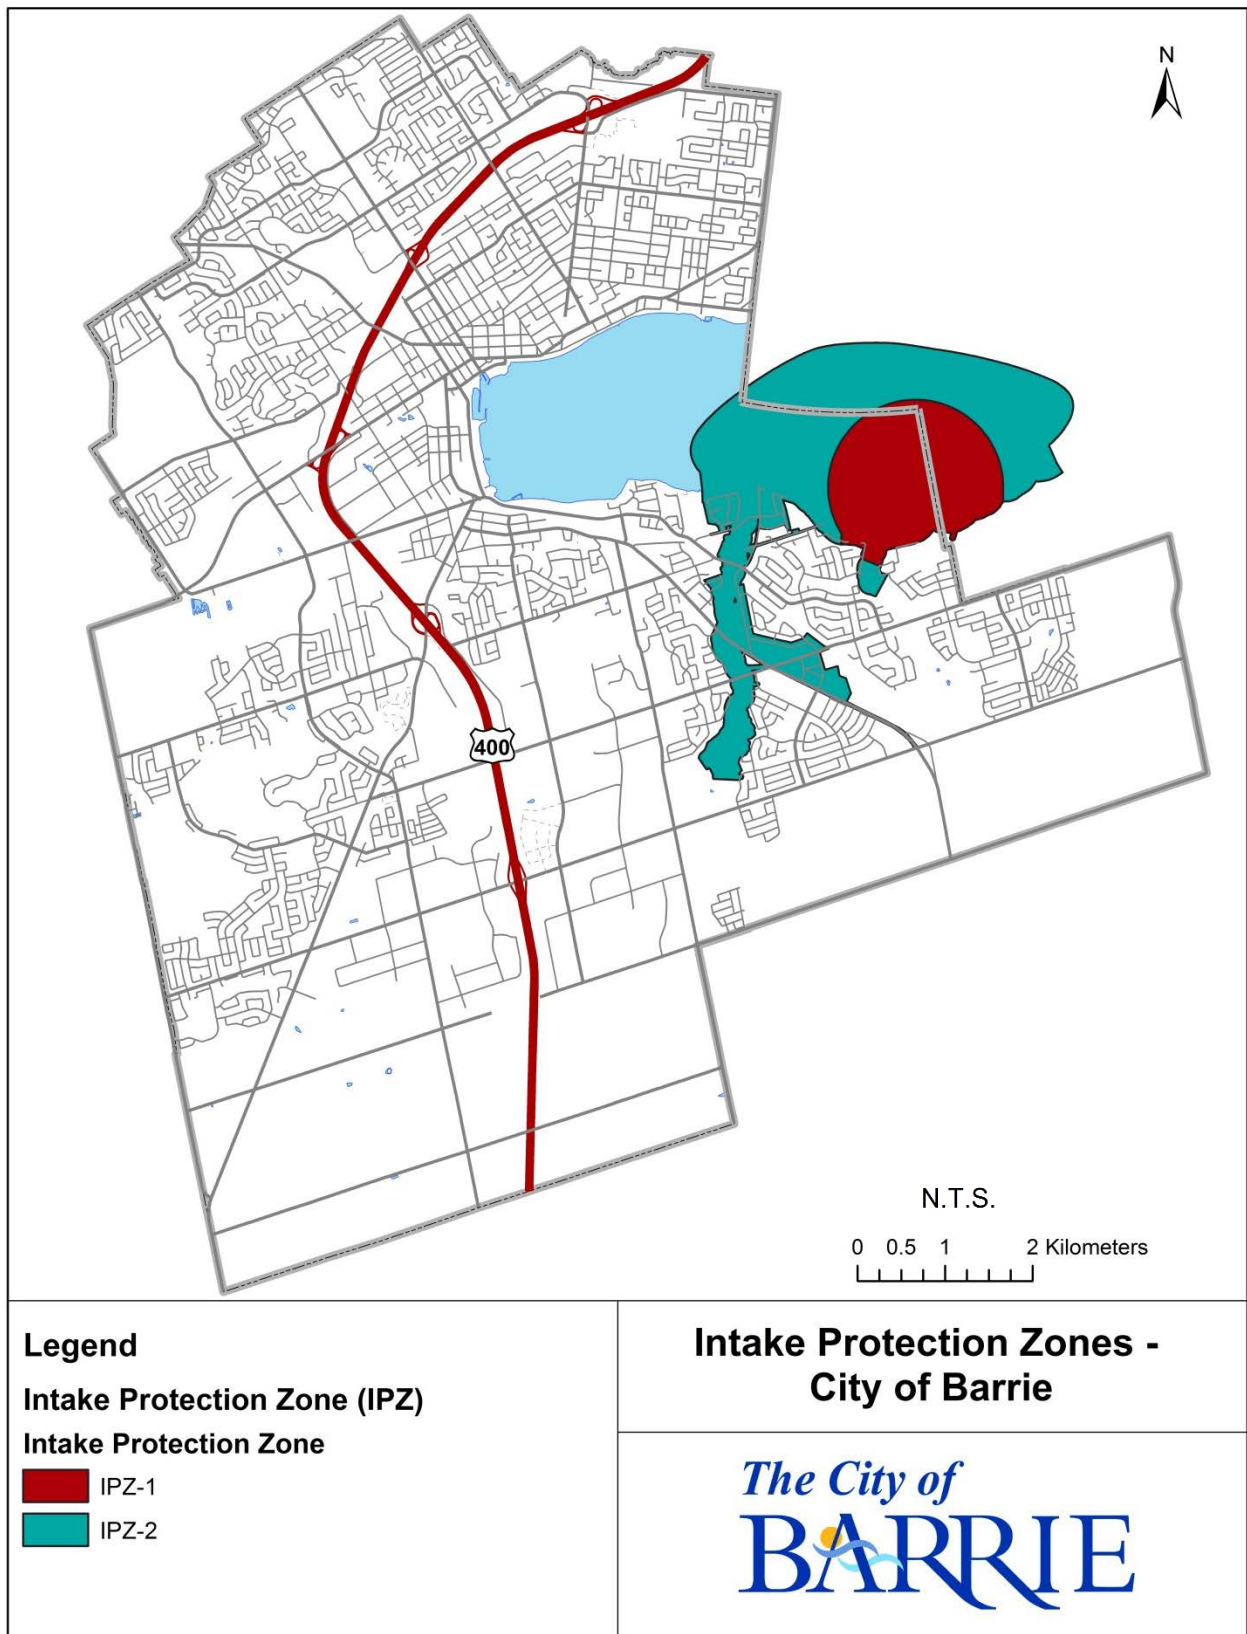 N
400
N.T.S.
0 0.5 1 2 Kilometers
Legend
Intake Protection Zone (IPZ)
Intake Protection Zone
IPZ-1
IPZ-2
Intake Protection Zones -
City of Barrie
The City of
BARRIE